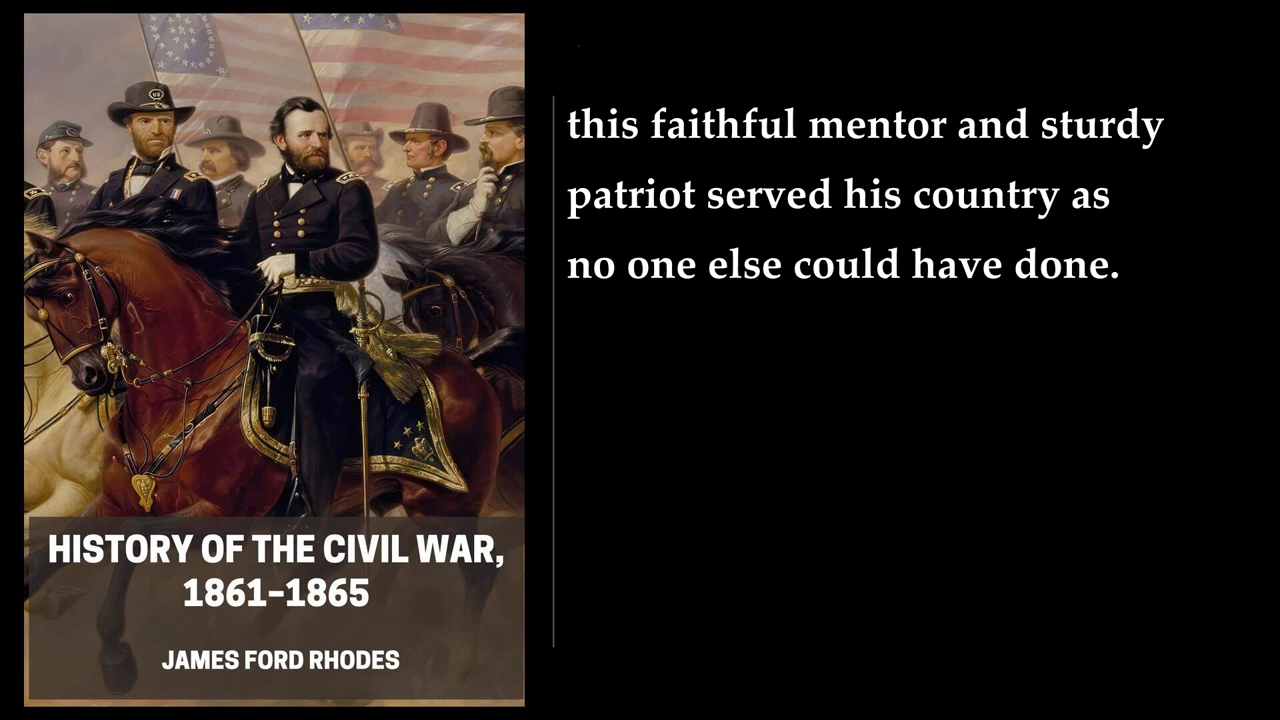 this faithful mentor and sturdy
patriot served his country as
no one else could have done.
HISTORY OF THE CIVIL WAR,
1861–1865
JAMES FORD RHODES